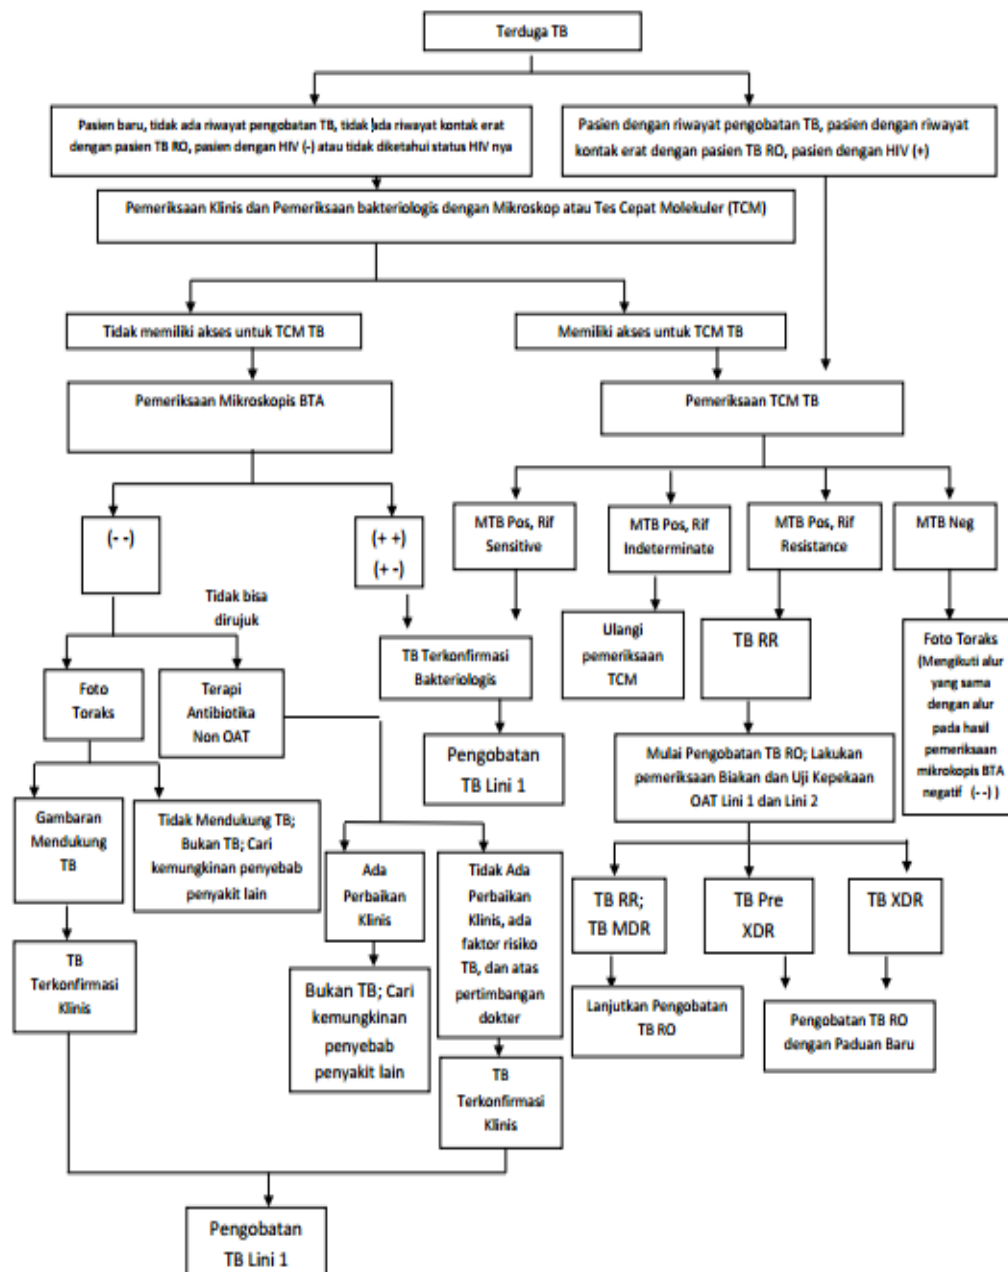 Terduga TB
Pasien baru, tidak ada riwayat pengobatan TB, tidak ada riwayat kontak erat
dengan pasien TB RO, pasien dengan HIV (-) atau tidak diketahui status HIV nya
Pasien dengan riwayat pengobatan TB, pasien dengan riwayat
kontak erat dengan pasien TB RO, pasien dengan HIV (+)
Pemeriksaan Klinis dan Pemeriksaan bakteriologis dengan Mikroskop atau Tes Cepat Molekuler (TCM)
Tidak memiliki akses untuk TCM TB
Memiliki akses untuk TCM TB
Pemeriksaan Mikroskopis BTA
Pemeriksaan TCM TB
(- -)
(+ +)
(+ -)
MTB Pos, Rif
Sensitive
MTB Pos, Rif
Indeterminate
MTB Pos, Rif
Resistance
MTB Neg
Tidak bisa
dirujuk
Foto
Toraks
Terapi
Antibiotika
Non OAT
TB Terkonfirmasi
Bakteriologis
Ulangi
pemeriksaan
TCM
TB RR
Foto Toraks
(Mengikuti alur
yang sama
dengan alur
pada hasil
pemeriksaan
mikrokopis BTA
negatif (- -) )
Pengobatan
TB Lini 1
Mulai Pengobatan TB RO; Lakukan
pemeriksaan Biakan dan Uji Kepekaan
OAT Lini 1 dan Lini 2
Gambaran
Mendukung
TB
Tidak Mendukung TB;
Bukan TB; Cari
kemungkinan penyebab
penyakit lain
Ada
Perbaikan
Klinis
Tidak Ada
Perbaikan
Klinis, ada
faktor risiko
TB, dan atas
pertimbangan
dokter
TB RR;
TB MDR
TB Pre
XDR
TB XDR
TB
Terkonfirmasi
Klinis
Bukan TB; Cari
kemungkinan
penyebab
penyakit lain
Lanjutkan Pengobatan
TB RO
Pengobatan TB RO
dengan Paduan Baru
TB
Terkonfirmasi
Klinis
Pengobatan
TB Lini 1